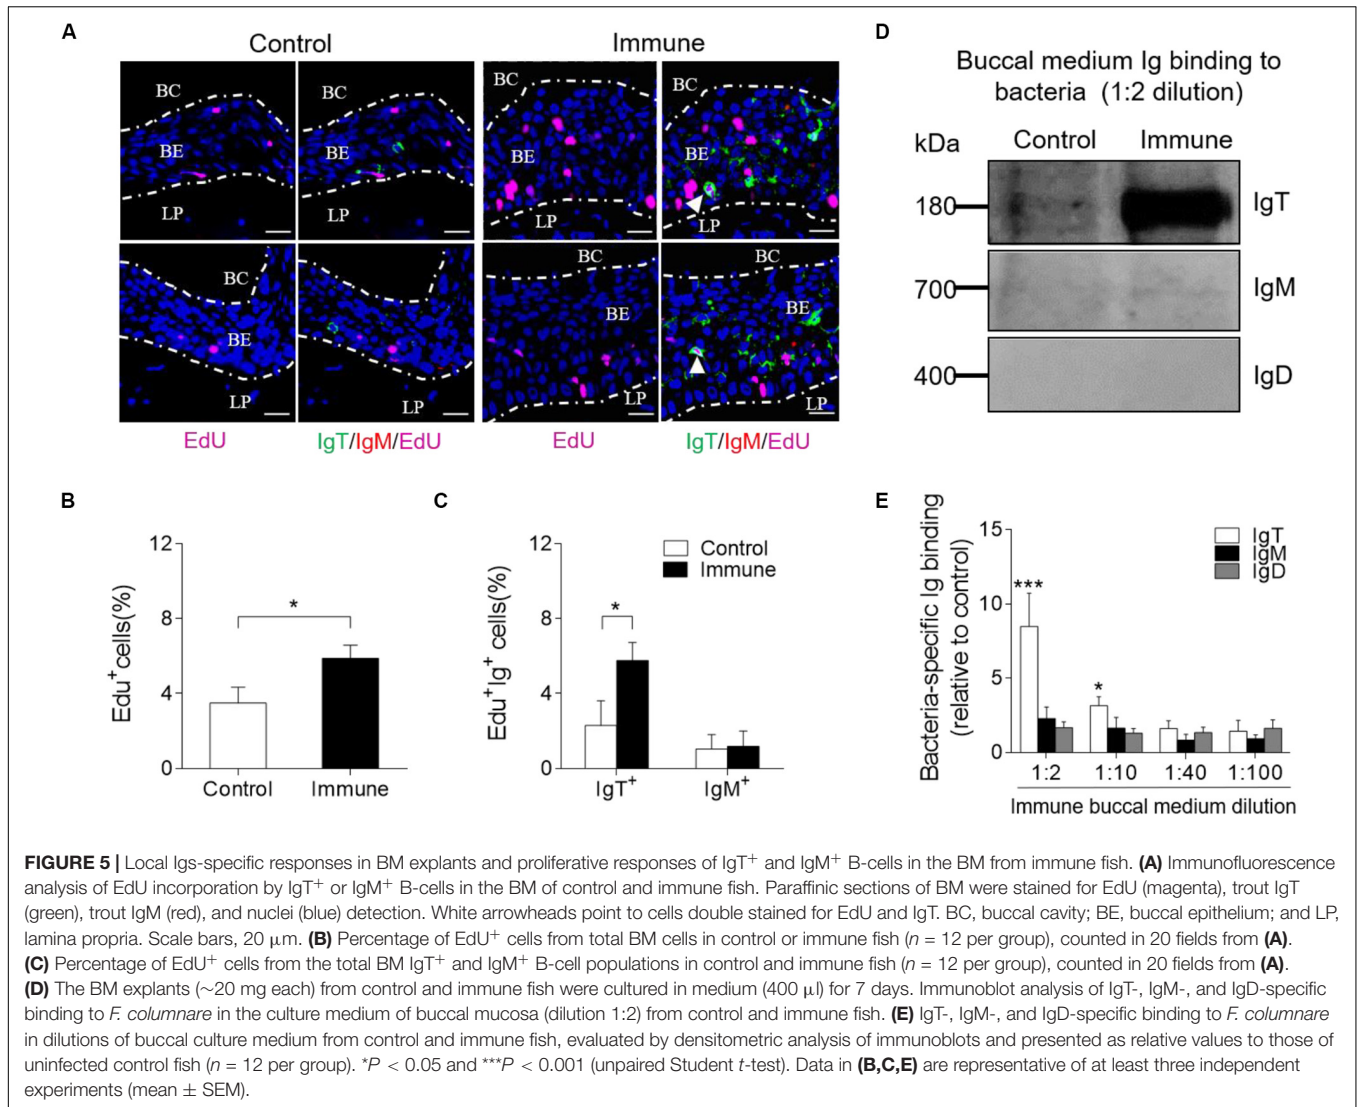 A
Control
Immune
BC
BE
LP
BC
BE
LP
BC
BE
LP
BC
BE
LP
BC
BE
LP
BC
BE
LP
BC
BE
LP
BC
BE
LP
EdU
IgT/IgM/EdU
EdU
IgT/IgM/EdU
D
Buccal medium Ig binding to
bacteria (1:2 dilution)
kDa
Control
Immune
180
IgT
700
IgM
400
IgD
B
Edu+cells(%)
12
8
4
0
*
Control
Immune
C
Edu+Ig+ cells(%)
12
8
4
0
Control
Immune
*
IgT+
IgM+
E
Bacteria-specific Ig binding
(relative to control)
15
10
5
0
IgT
IgM
IgD
***
*
1:2
1:10
1:40
1:100
Immune buccal medium dilution
FIGURE 5 | Local Igs-specific responses in BM explants and proliferative responses of IgT+ and IgM+ B-cells in the BM from immune fish. (A) Immunofluorescence
analysis of EdU incorporation by IgT+ or IgM+ B-cells in the BM of control and immune fish. Paraffinic sections of BM were stained for EdU (magenta), trout IgT
(green), trout IgM (red), and nuclei (blue) detection. White arrowheads point to cells double stained for EdU and IgT. BC, buccal cavity; BE, buccal epithelium; and LP,
lamina propria. Scale bars, 20 μm. (B) Percentage of EdU+ cells from total BM cells in control or immune fish (n = 12 per group), counted in 20 fields from (A).
(C) Percentage of EdU+ cells from the total BM IgT+ and IgM+ B-cell populations in control and immune fish (n = 12 per group), counted in 20 fields from (A).
(D) The BM explants (~20 mg each) from control and immune fish were cultured in medium (400 μl) for 7 days. Immunoblot analysis of IgT-, IgM-, and IgD-specific
binding to F. columnare in the culture medium of buccal mucosa (dilution 1:2) from control and immune fish. (E) IgT-, IgM-, and IgD-specific binding to F. columnare
in dilutions of buccal culture medium from control and immune fish, evaluated by densitometric analysis of immunoblots and presented as relative values to those of
uninfected control fish (n = 12 per group). *P < 0.05 and ***P < 0.001 (unpaired Student t-test). Data in (B,C,E) are representative of at least three independent
experiments (mean ± SEM).